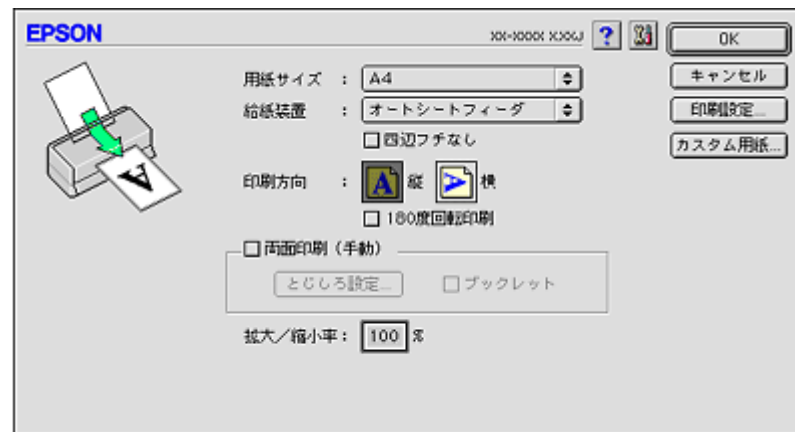 EPSON
XX-XXXX X.XXJ
OK
用紙サイズ : A4
キャンセル
給紙装置 : オートシートフィーダ
印刷設定...
四辺フチなし
カスタム用紙...
印刷方向 : 縦 横
180度回転印刷
両面印刷(手動)
とじしろ設定... ブックレット
拡大/縮小率: 100 %